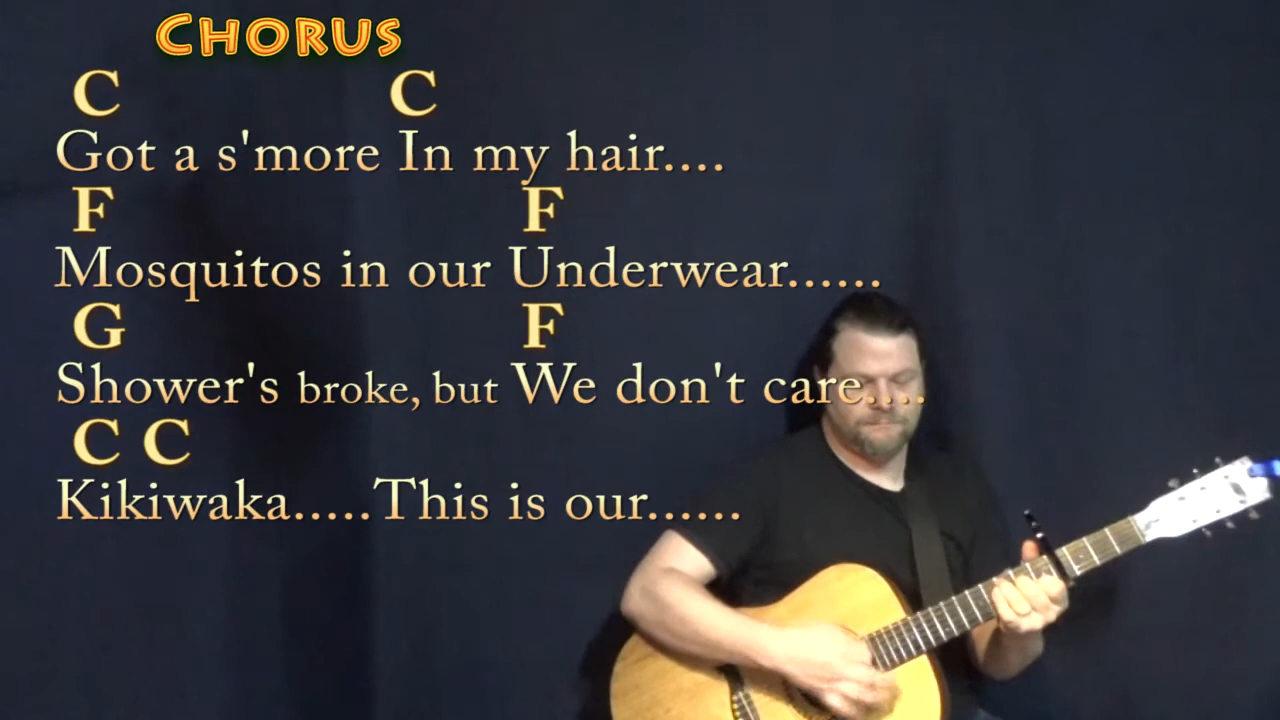 CHORUS
C C
Got a s'more In my hair....
F F
Mosquitos in our Underwear......
G F
Shower's broke, but We don't care....
C C
Kikiwaka.....This is our......